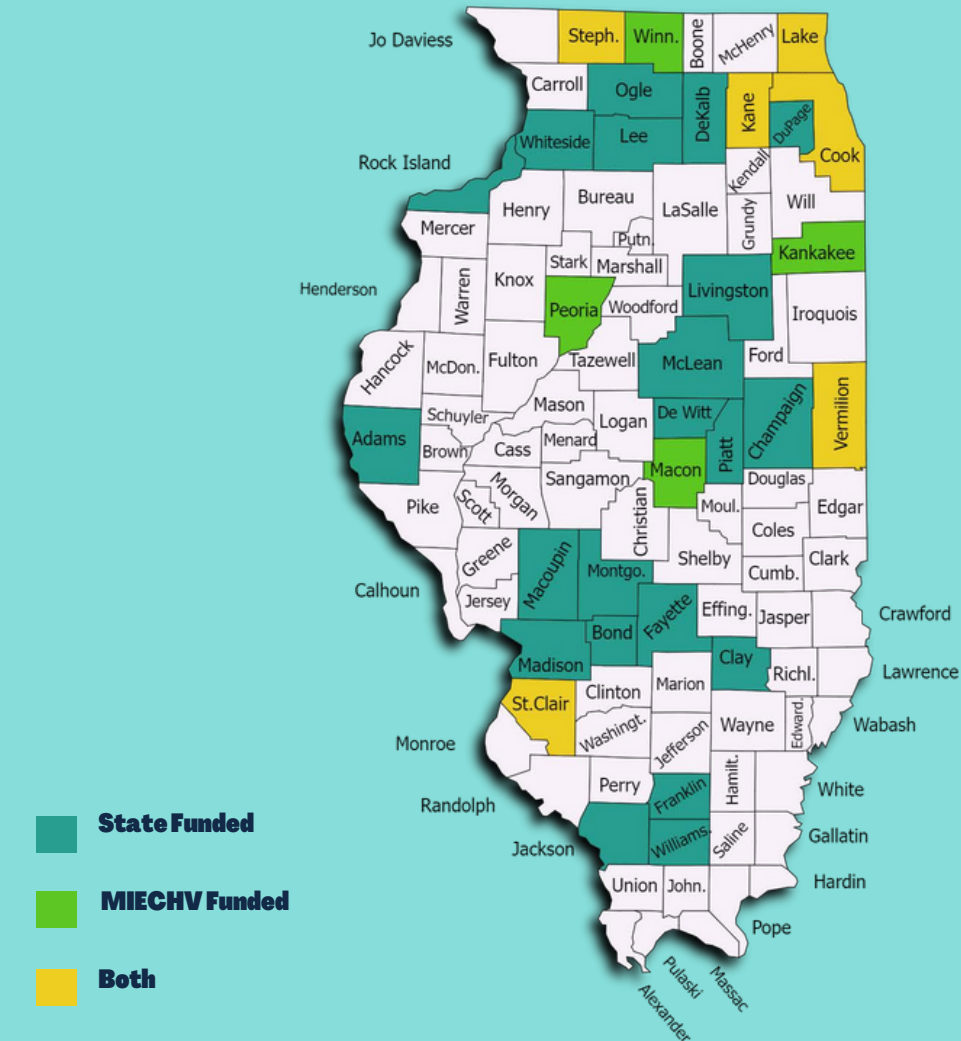 Jo Daviess
Steph.
Winn.
Boone
McHenry
Lake
Carroll
Ogle
DeKalb
Kane
DuPage
Cook
Whiteside
Lee
Rock Island
Kendall
Henry
Bureau
LaSalle
Grundy
Will
Mercer
Putn.
Kankakee
Stark
Marshall
Henderson
Warren
Knox
Peoria
Woodford
Livingston
Iroquois
Hancock
McDon.
Fulton
Tazewell
McLean
Ford
Mason
Logan
De Witt
Champaign
Vermilion
Schuyler
Adams
Brown
Cass
Menard
Piatt
Macon
Sangamon
Douglas
Pike
Scott
Morgan
Christian
Moul.
Edgar
Coles
Greene
Macoupin
Montgo.
Shelby
Cumb.
Clark
Calhoun
Jersey
Fayette
Effing.
Jasper
Crawford
Bond
Madison
Clay
Richl.
Lawrence
St.Clair
Clinton
Marion
Wayne
Edward.
Wabash
Monroe
Washingt.
Jefferson
Randolph
Perry
Franklin
Hamilt.
White
Jackson
Williams.
Saline
Gallatin
Union
John.
Hardin
Pope
Pulaski
Massac
Alexander
State Funded
MIECHV Funded
Both